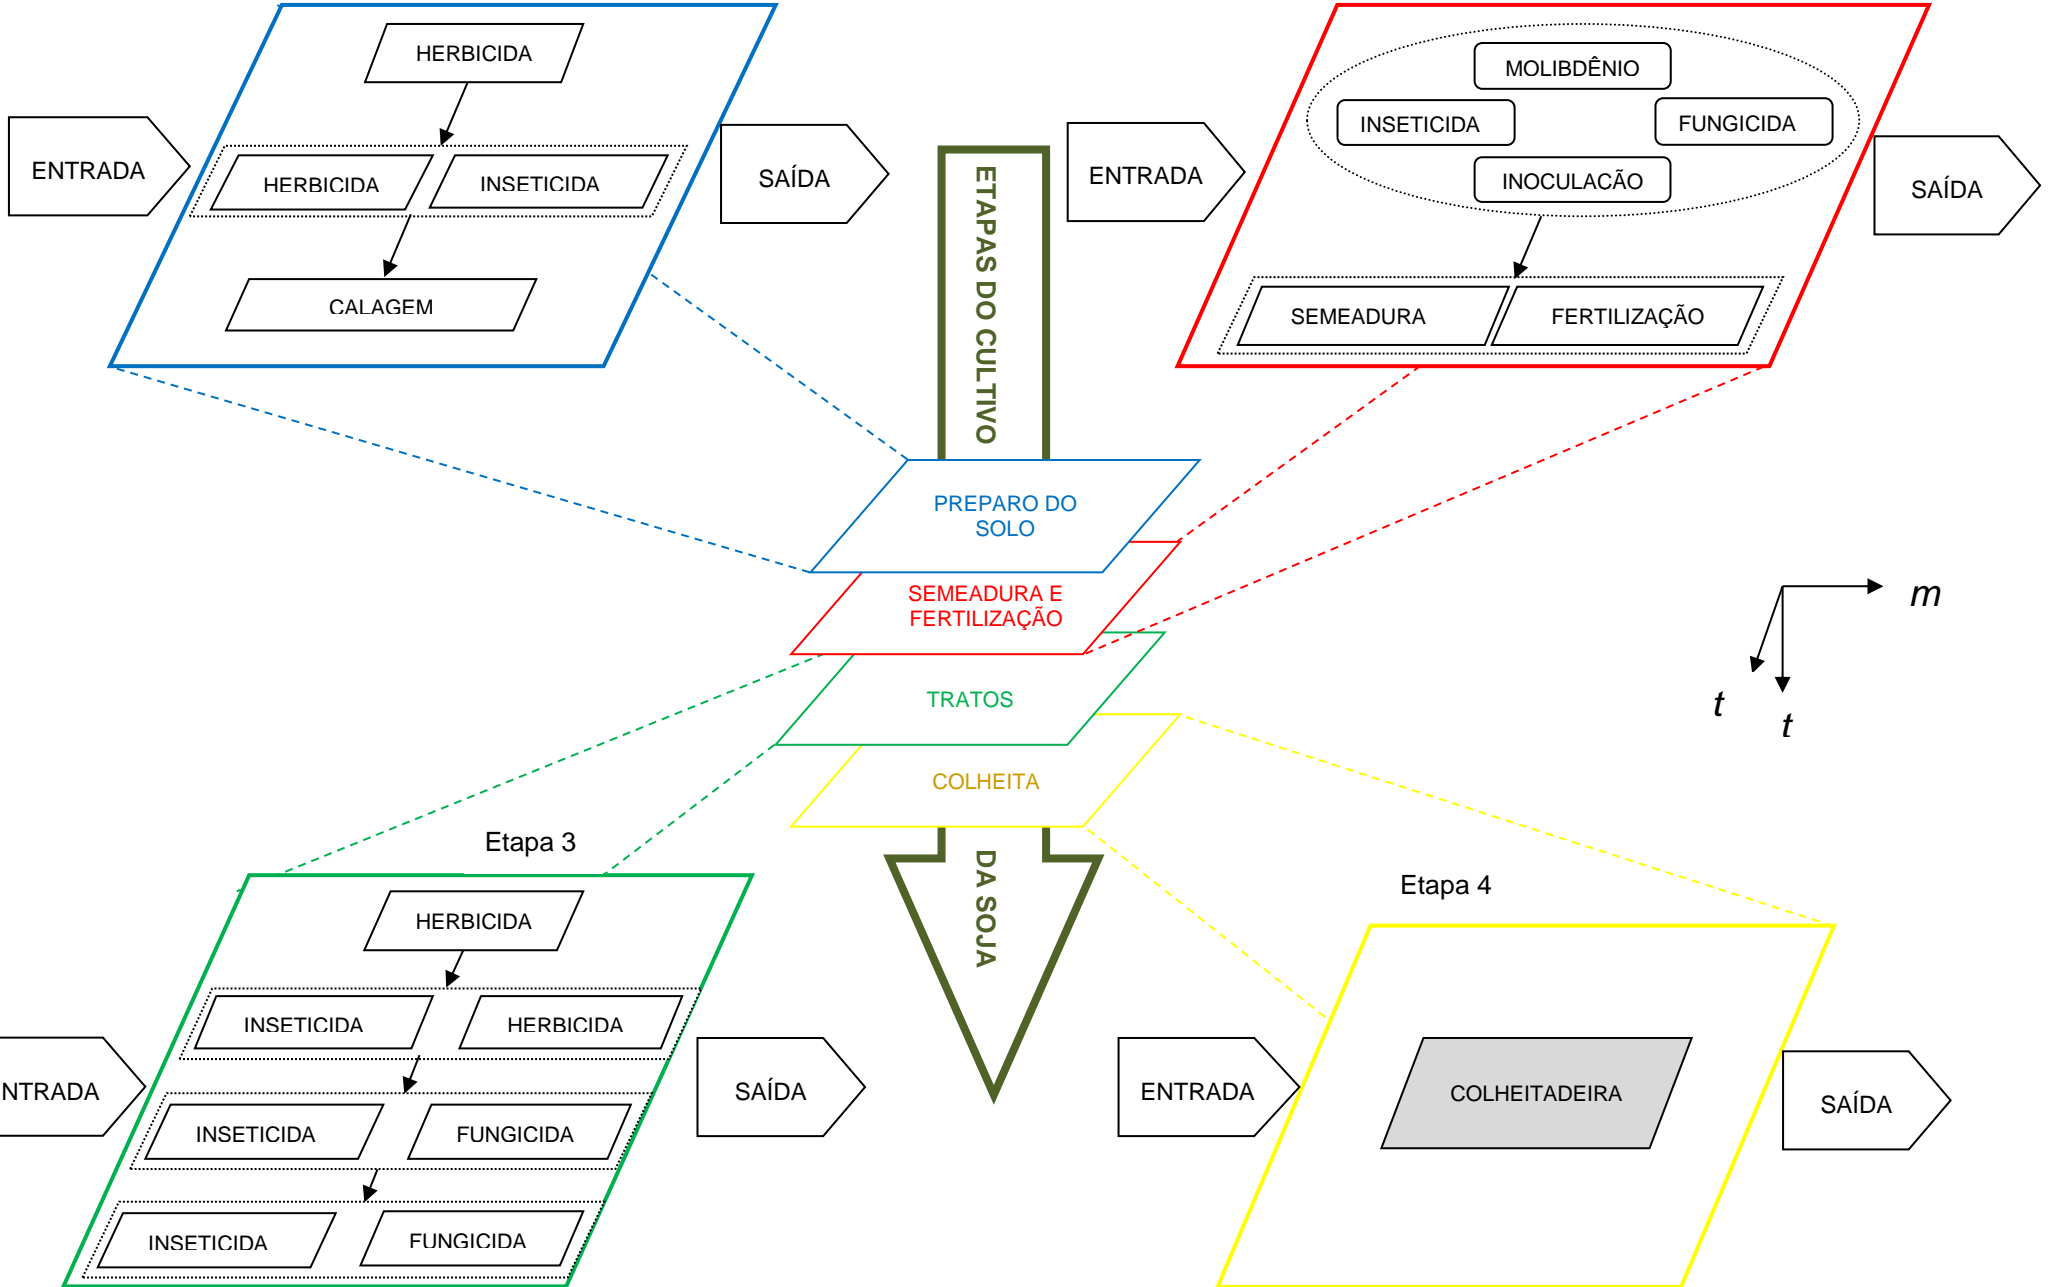 HERBICIDA
ENTRADA
HERBICIDA
INSETICIDA
SAÍDA
CALAGEM
ETAPAS DO CULTIVO
ENTRADA
MOLIBDÊNIO
INSETICIDA
FUNGICIDA
INOCULAÇÃO
SAÍDA
SEMEADURA
FERTILIZAÇÃO
PREPARO DO
SOLO
SEMEADURA E
FERTILIZAÇÃO
TRATOS
COLHEITA
DA SOJA
m
t
t
Etapa 3
HERBICIDA
INSETICIDA
HERBICIDA
NTRADA
INSETICIDA
FUNGICIDA
SAÍDA
INSETICIDA
FUNGICIDA
Etapa 4
ENTRADA
COLHEITADEIRA
SAÍDA